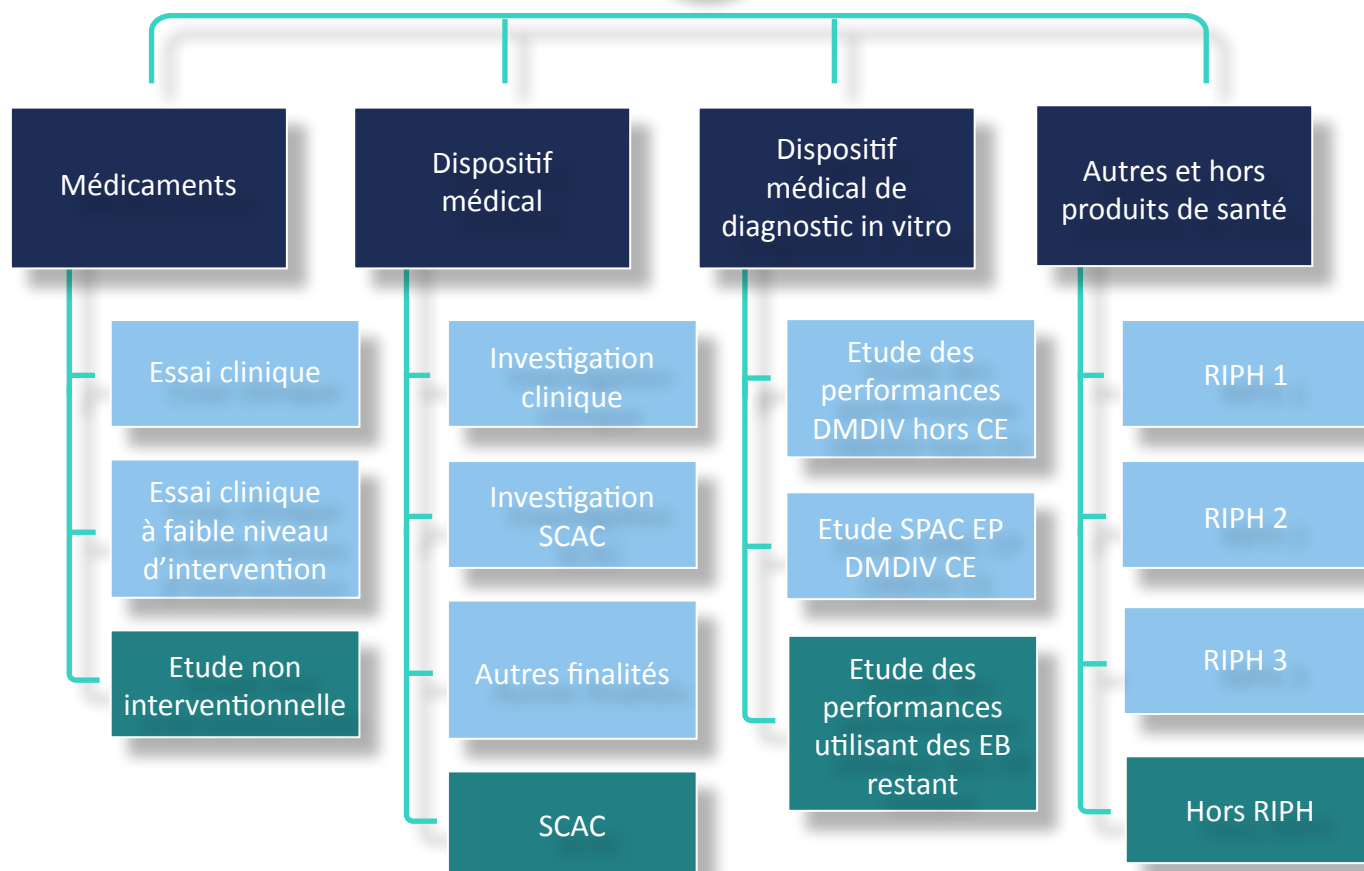 Médicaments
Dispositif
médical
Dispositif
médical de
diagnostic in vitro
Autres et hors
produits de santé
Essai clinique
Essai clinique
à faible niveau
d’intervention
Etude non
interventionnelle
Investigation
clinique
Investigation
SCAC
Autres finalités
SCAC
Etude des
performances
DMDIV hors CE
Etude SPAC EP
DMDIV CE
Etude des
performances
utilisant des EB
restant
RIPH 1
RIPH 2
RIPH 3
Hors RIPH